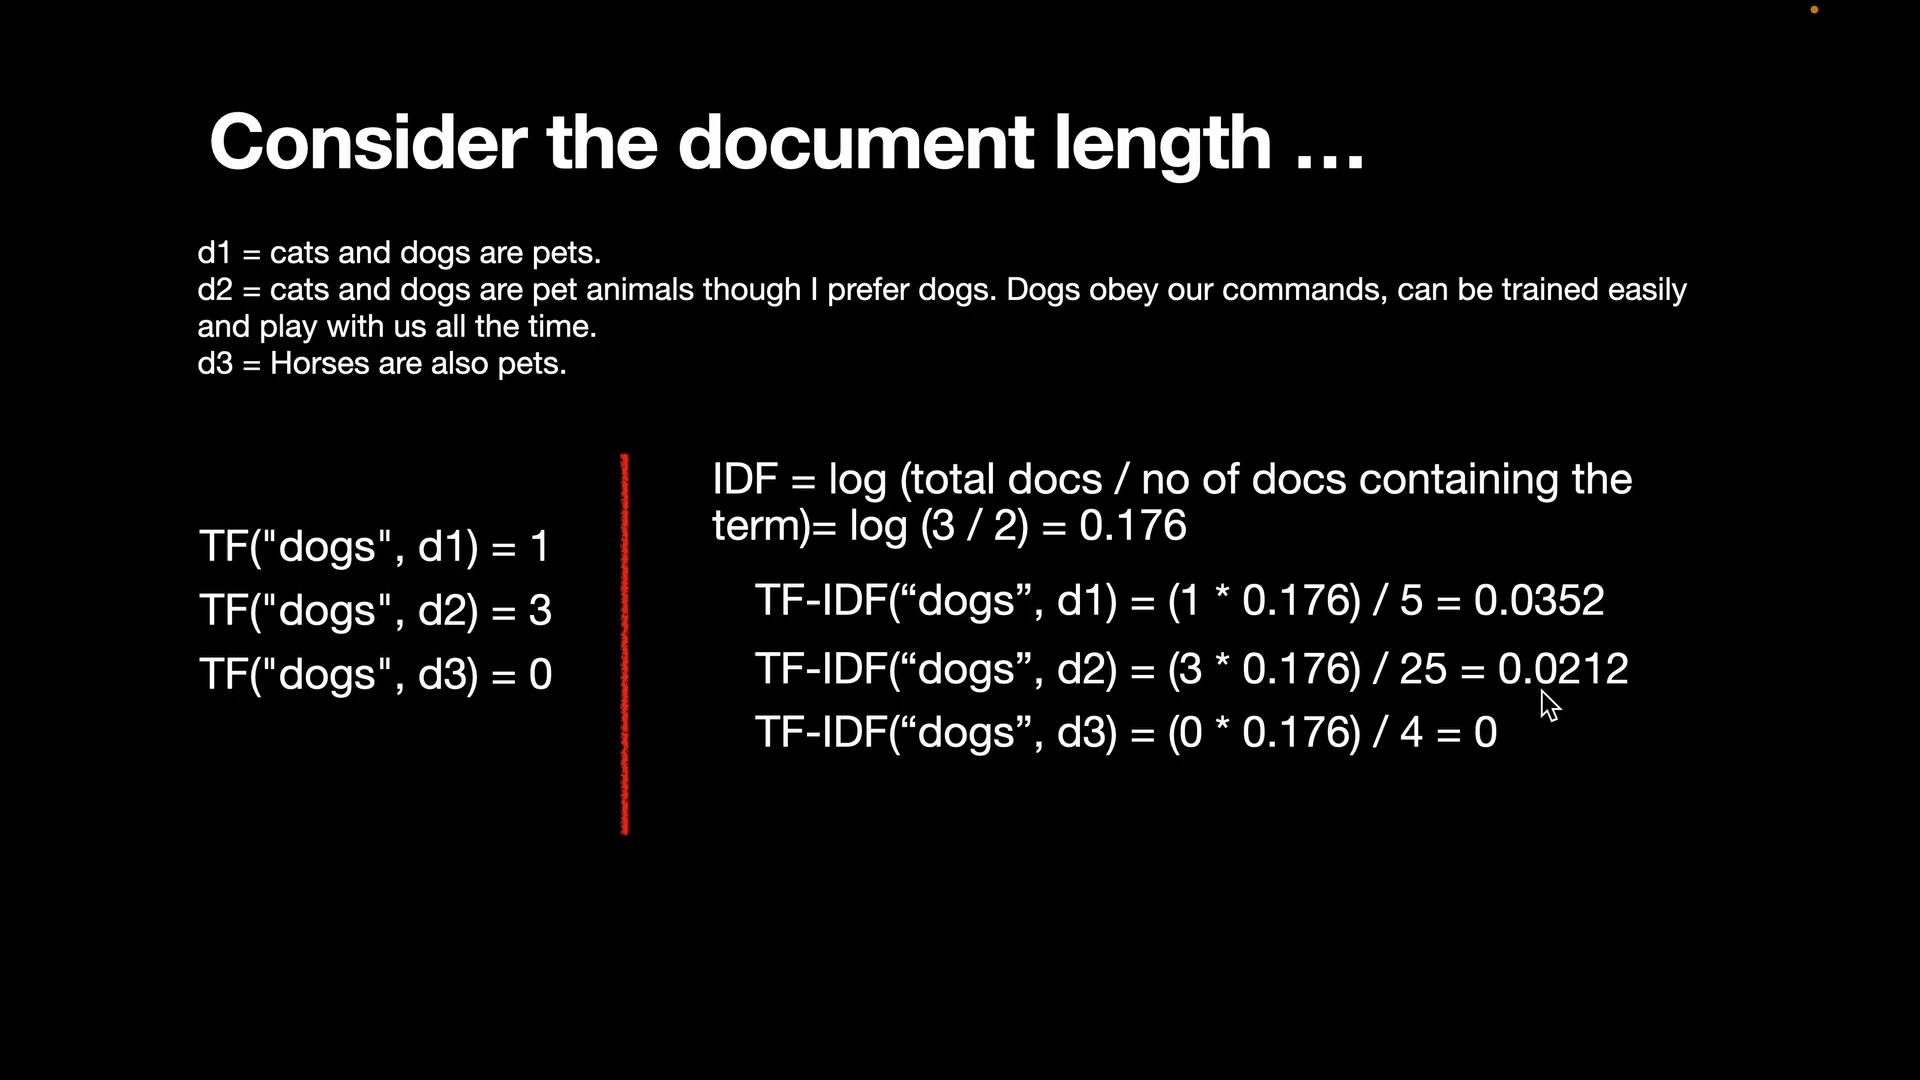 Consider the document length …
d1 = cats and dogs are pets.
d2 = cats and dogs are pet animals though I prefer dogs. Dogs obey our commands, can be trained easily
and play with us all the time.
d3 = Horses are also pets.
TF("dogs", d1) = 1
TF("dogs", d2) = 3
TF("dogs", d3) = 0
IDF = log (total docs / no of docs containing the
term)= log (3 / 2) = 0.176
TF-IDF(“dogs”, d1) = (1 * 0.176) / 5 = 0.0352
TF-IDF(“dogs”, d2) = (3 * 0.176) / 25 = 0.0212
TF-IDF(“dogs”, d3) = (0 * 0.176) / 4 = 0